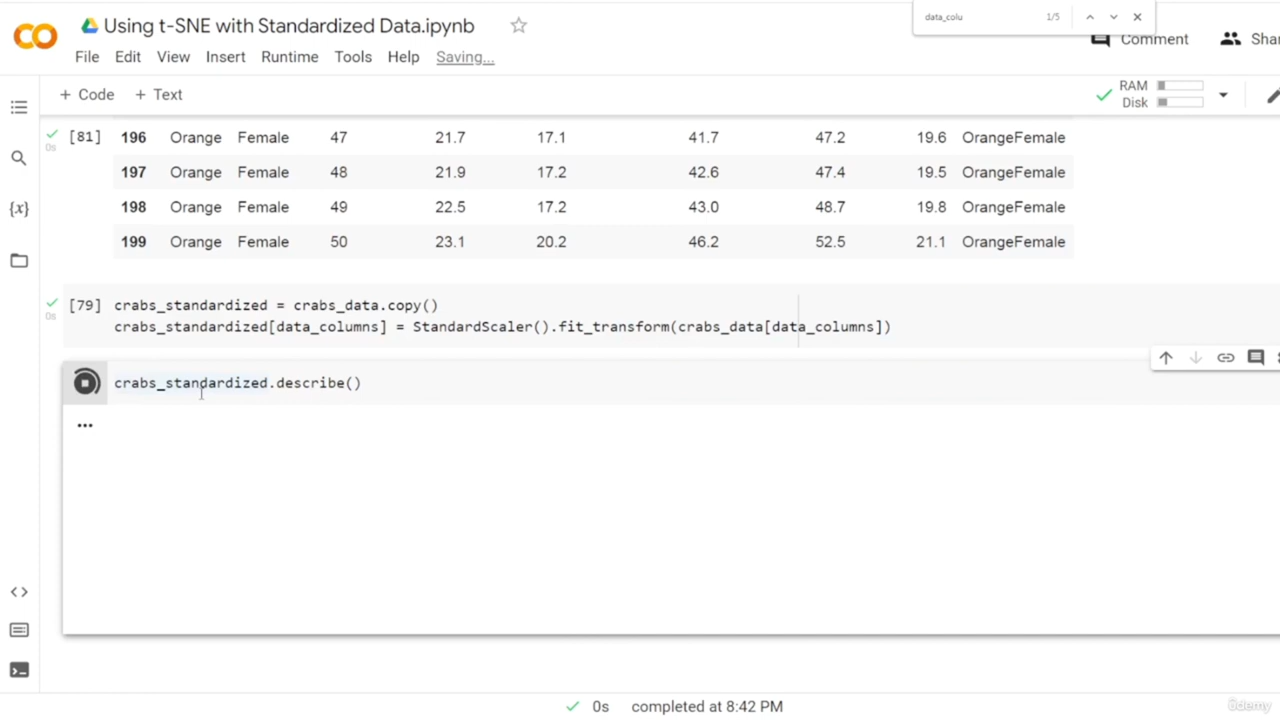 data_colu 1/5
Using t-SNE with Standardized Data.ipynb
File Edit View Insert Runtime Tools Help Saving...
Comment
+ Code + Text
RAM
Disk
[81] 196 Orange Female 47 21.7 17.1 41.7 47.2 19.6 OrangeFemale
0s
197 Orange Female 48 21.9 17.2 42.6 47.4 19.5 OrangeFemale
198 Orange Female 49 22.5 17.2 43.0 48.7 19.8 OrangeFemale
{x}
199 Orange Female 50 23.1 20.2 46.2 52.5 21.1 OrangeFemale
[79] crabs_standardized = crabs_data.copy()
0s
crabs_standardized[data_columns] = StandardScaler().fit_transform(crabs_data[data_columns])
crabs_standardized.describe()
...
0s completed at 8:42 PM
ûdemy